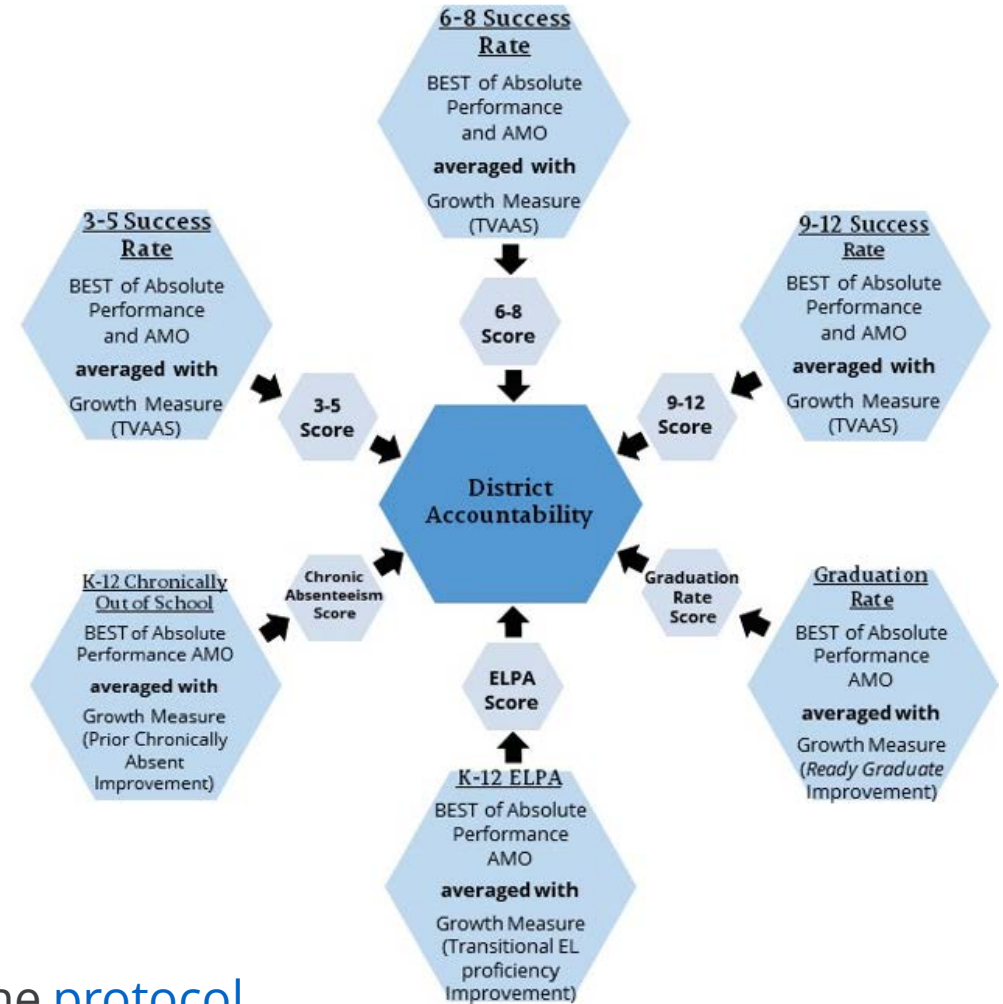 6-8 Success
Rate
BEST of Absolute
Performance
and AMO
averaged with
Growth Measure
(TVAAS)
3-5 Success
Rate
BEST of Absolute
Performance
and AMO
averaged with
Growth Measure
(TVAAS)
9-12 Success
Rate
BEST of Absolute
Performance
and AMO
averaged with
Growth Measure
(TVAAS)
6-8
Score
3-5
Score
9-12
Score
District
Accountability
K-12 Chronically
Out of School
BEST of Absolute
Performance AMO
averaged with
Growth Measure
(Prior Chronically
Absent
Improvement)
Chronic
Absenteeism
Score
ELPA
Score
Graduation
Rate
Score
Graduation
Rate
BEST of Absolute
Performance
AMO
averaged with
Growth Measure
(Ready Graduate
Improvement)
K-12 ELPA
BEST of Absolute
Performance
AMO
averaged with
Growth Measure
(Transitional EL
proficiency
Improvement)
protocol